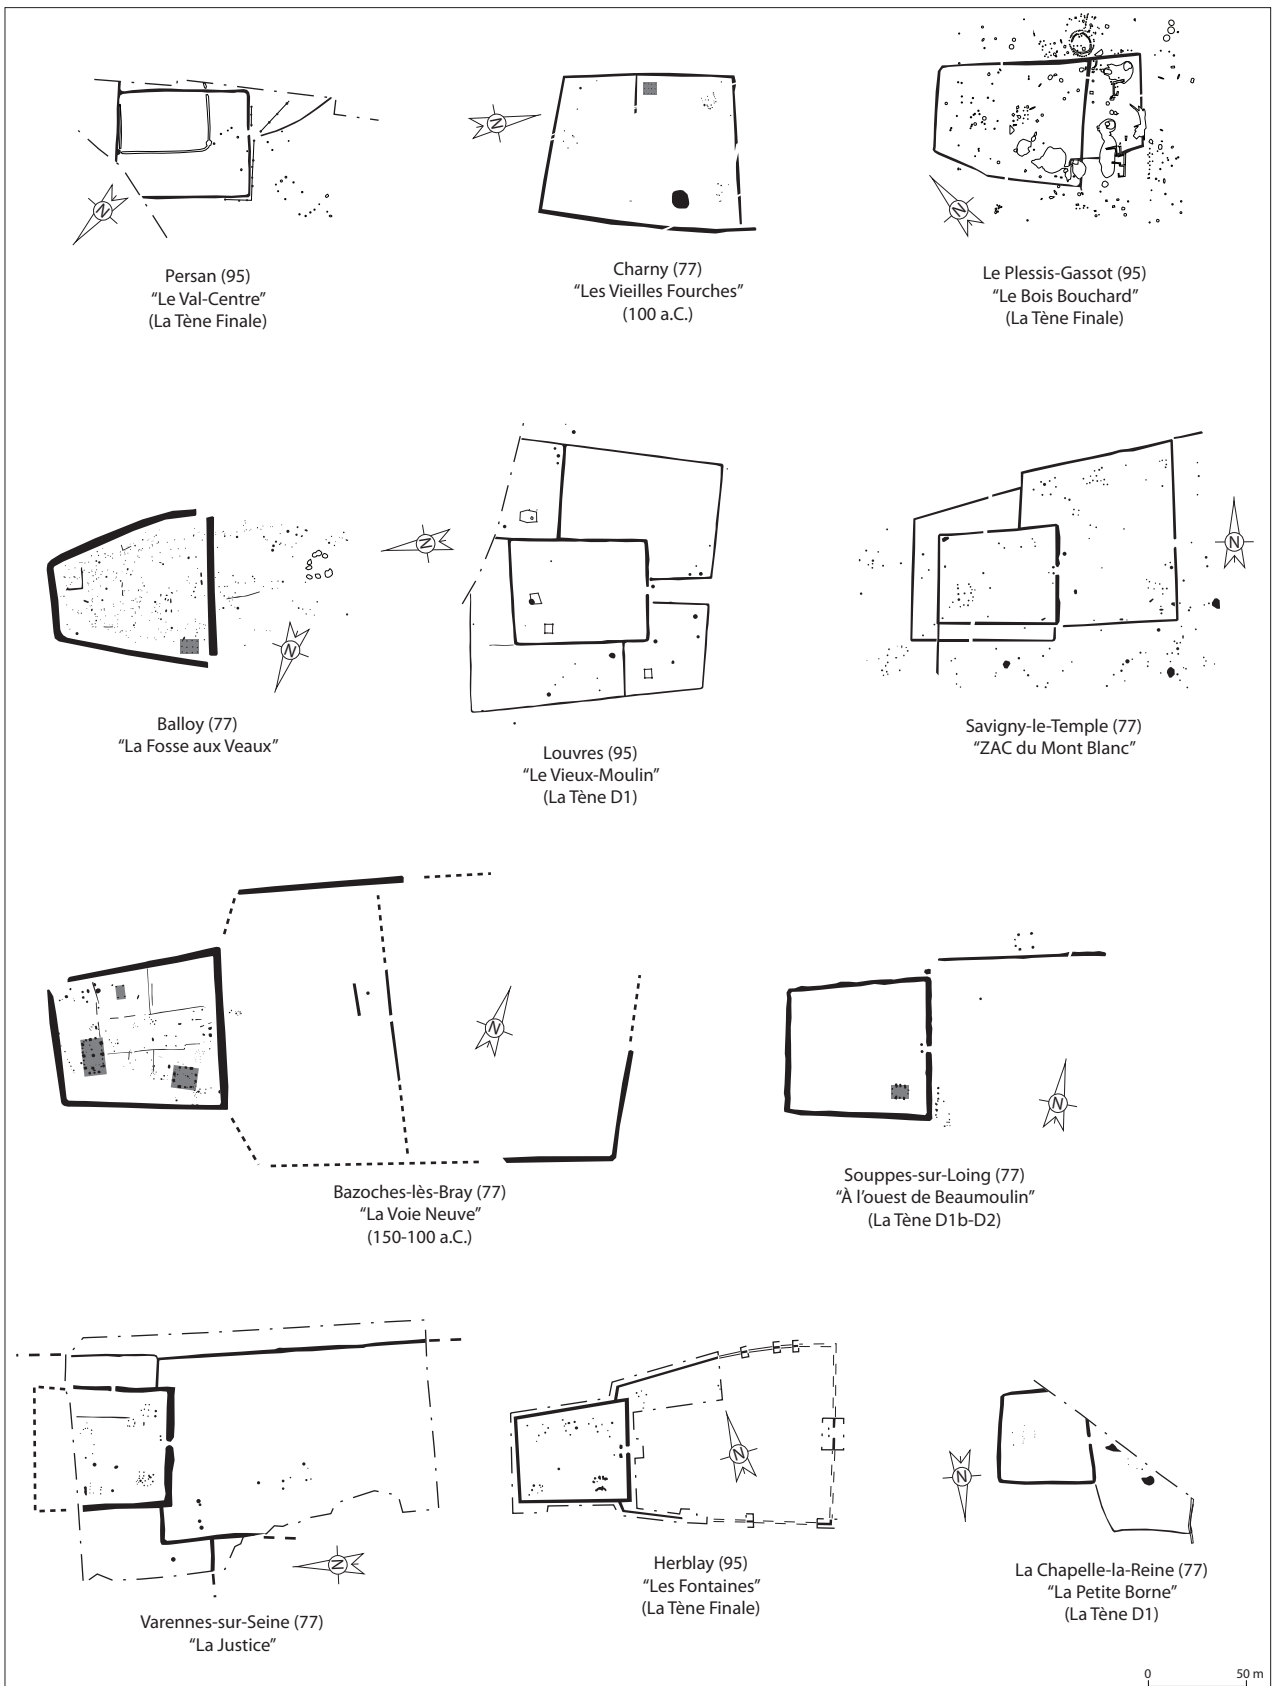 N
Persan (95)
“Le Val-Centre”
(La Tène Finale)
N
Charny (77)
“Les Vieilles Fourches”
(100 a.C.)
N
Le Plessis-Gassot (95)
“Le Bois Bouchard”
(La Tène Finale)
N
Balloy (77)
“La Fosse aux Veaux”
N
Louvres (95)
“Le Vieux-Moulin”
(La Tène D1)
N
Savigny-le-Temple (77)
“ZAC du Mont Blanc”
N
Bazoches-lès-Bray (77)
“La Voie Neuve”
(150-100 a.C.)
N
Souppes-sur-Loing (77)
“À l’ouest de Beaumoulin”
(La Tène D1b-D2)
N
Varennes-sur-Seine (77)
“La Justice”
N
Herblay (95)
“Les Fontaines”
(La Tène Finale)
N
La Chapelle-la-Reine (77)
“La Petite Borne”
(La Tène D1)
0 50 m